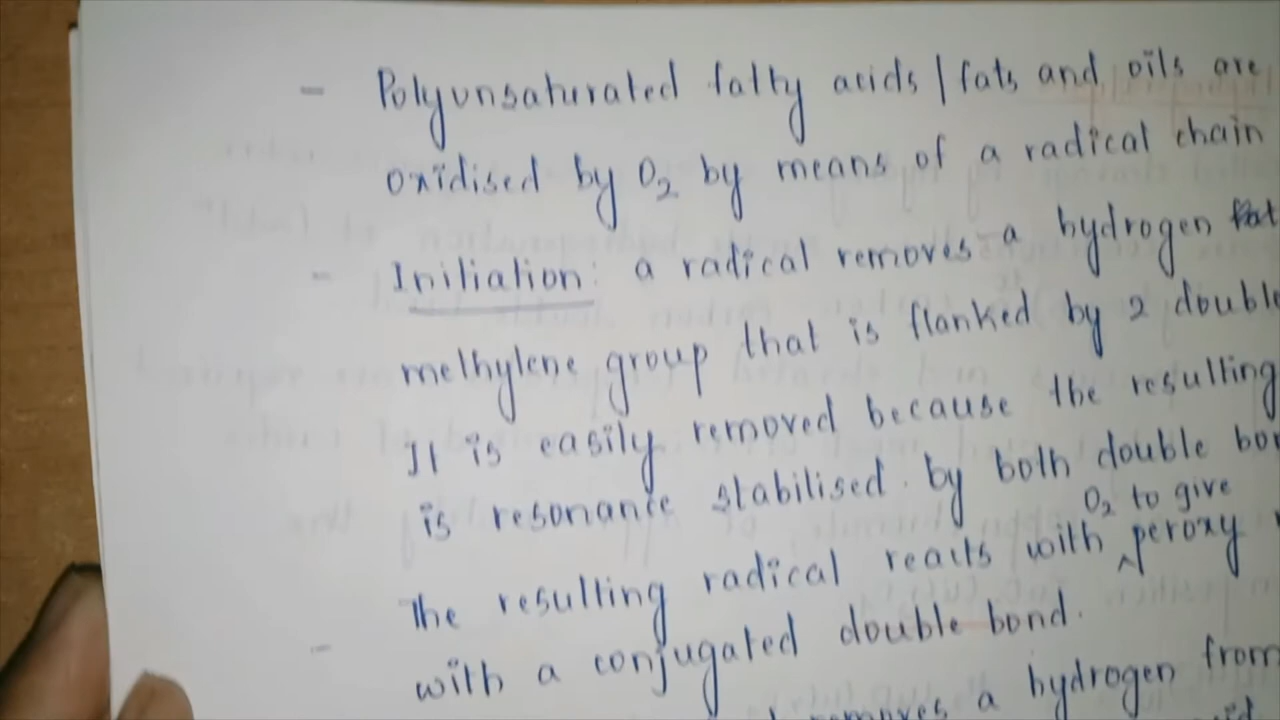 - Polyunsaturated fatty acids / fats and oils are
oxidised by O2 by means of a radical chain
- Initiation: a radical removes a hydrogen
methylene group that is flanked by 2 double
It is easily removed because the resulting
is resonance stabilised by both double
O2 to give
The resulting radical reacts with ^ peroxy
- with a conjugated double bond.
removes a hydrogen from